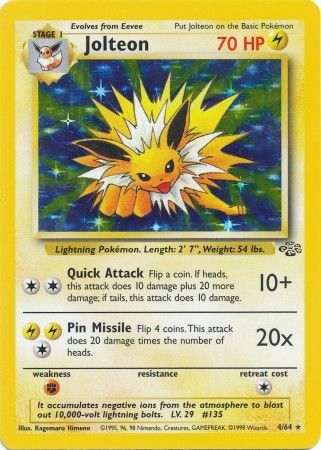 Evolves from Eevee Put Jolteon on the Basic Pokémon
STAGE 1
Jolteon 70 HP
Lightning Pokémon. Length: 2' 7", Weight: 54 lbs.
Quick Attack Flip a coin. If heads,
this attack does 10 damage plus 20 more
damage; if tails, this attack does 10 damage.
10+
Pin Missile Flip 4 coins. This attack
does 20 damage times the number of
heads.
20x
weakness resistance retreat cost
It accumulates negative ions from the atmosphere to blast
out 10,000-volt lightning bolts. LV. 29 #135
Illus. Kagemaru Himeno ©1995, 96, 98 Nintendo, Creatures, GAMEFREAK. ©1999 Wizards. 4/64 ★